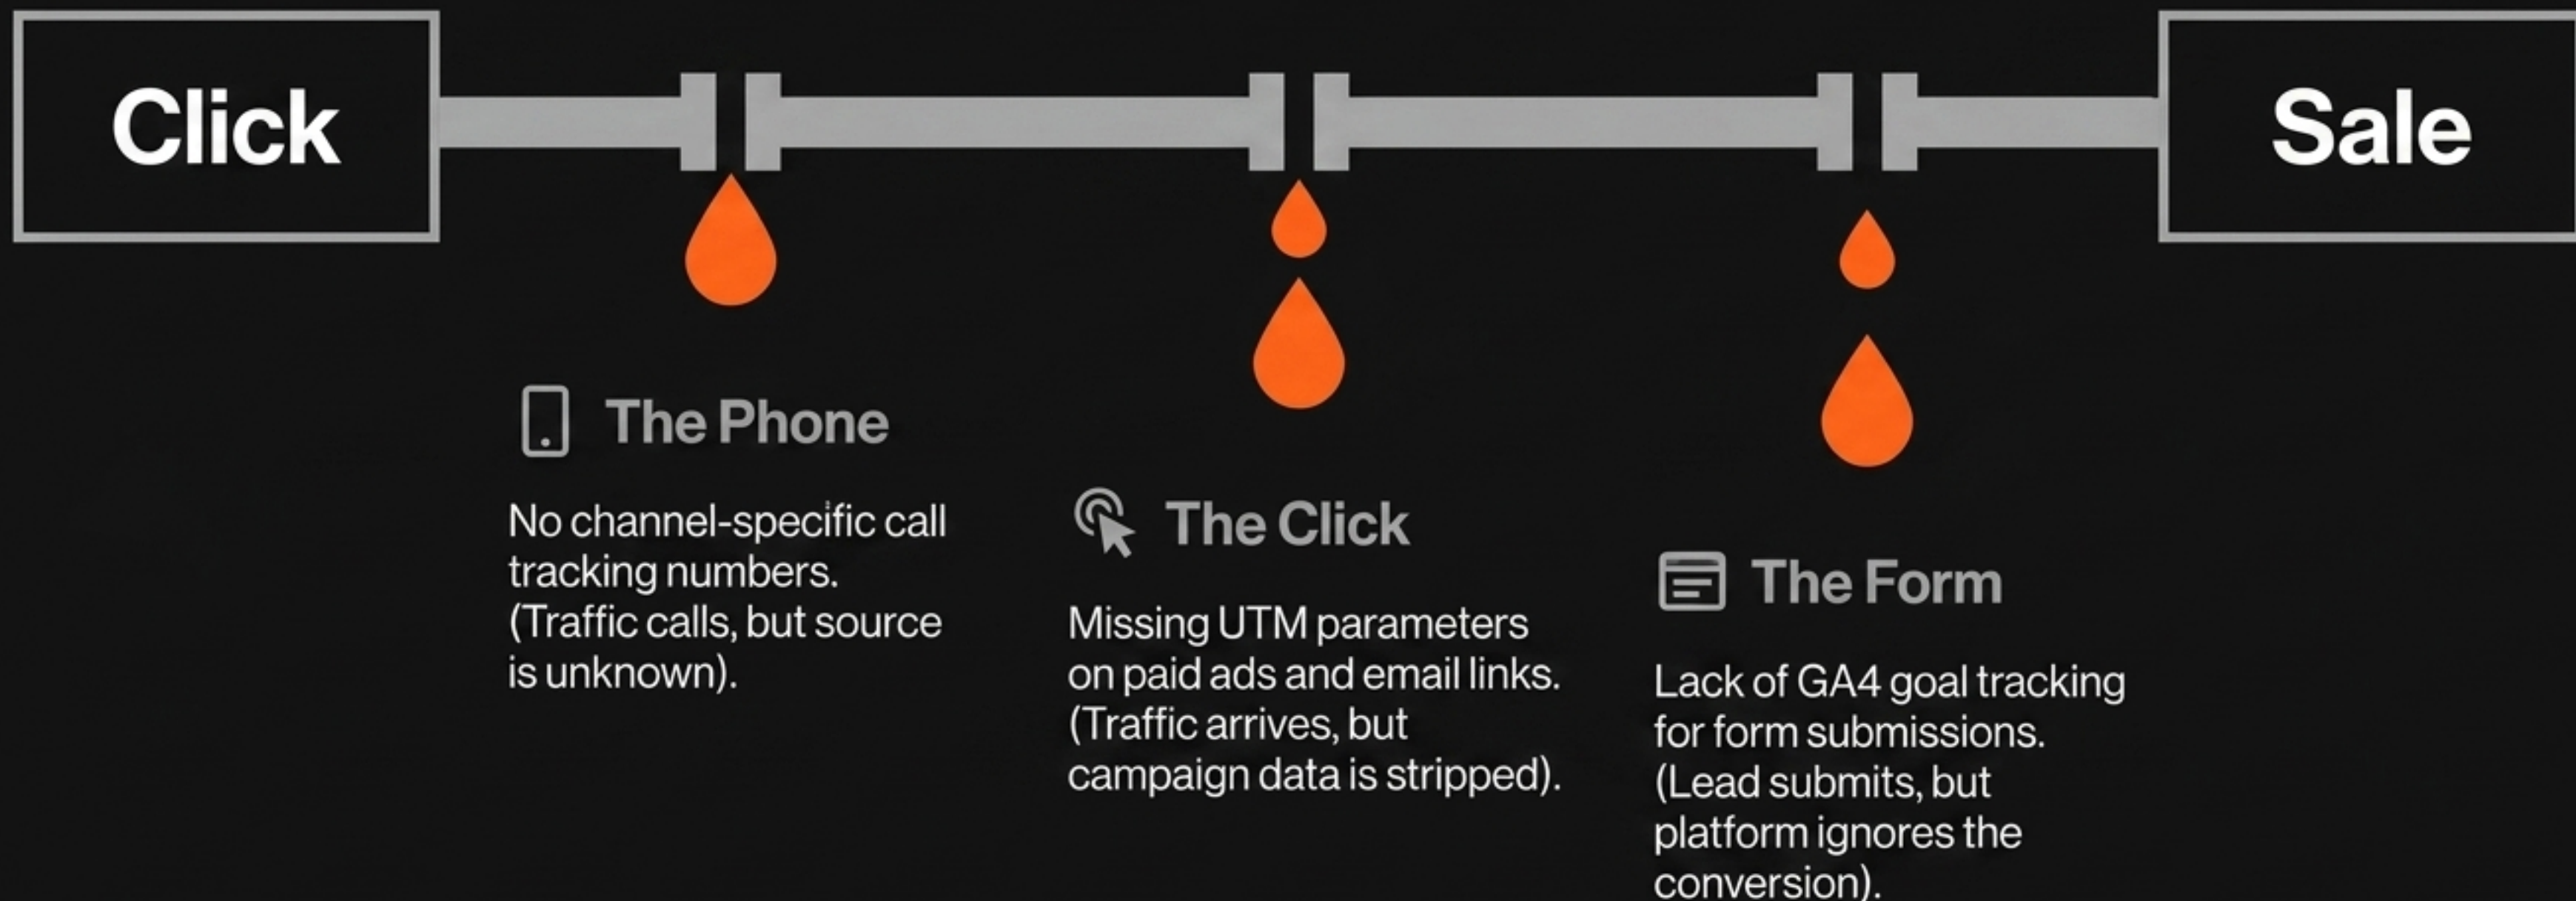 Click
Sale
The Phone
No channel-specific call
tracking numbers.
(Traffic calls, but source
is unknown).
The Click
Missing UTM parameters
on paid ads and email links.
(Traffic arrives, but
campaign data is stripped).
The Form
Lack of GA4 goal tracking
for form submissions.
(Lead submits, but
platform ignores the
conversion).